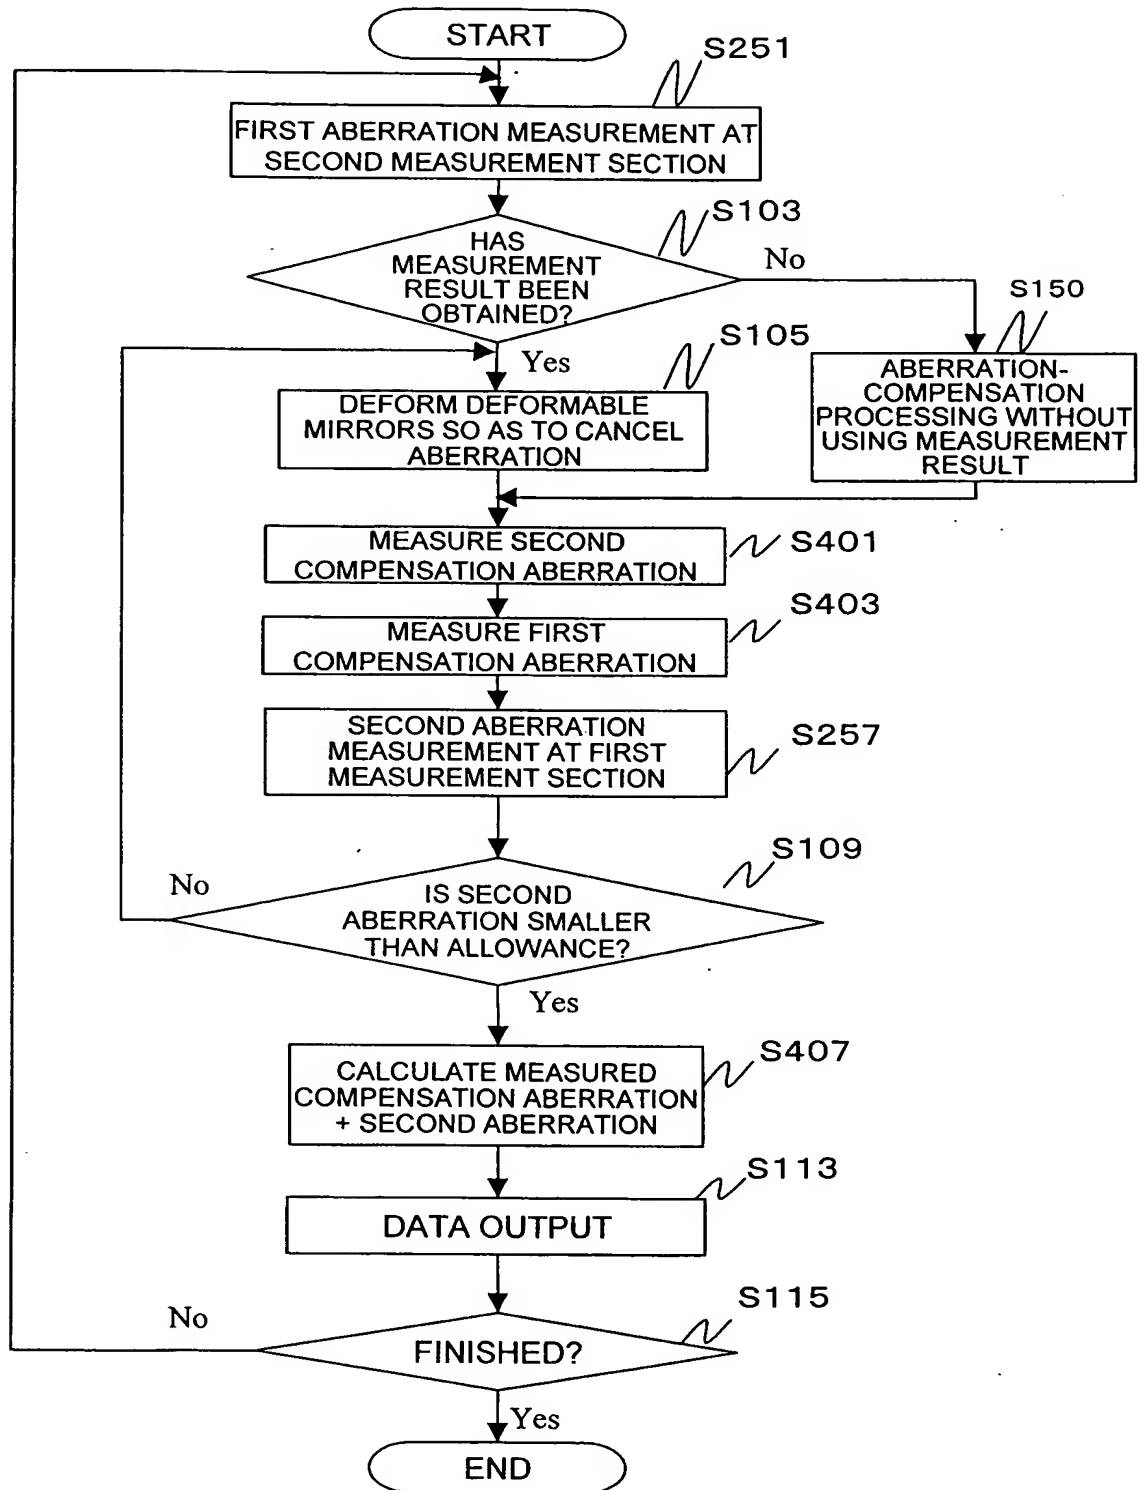 START
S251
FIRST ABERRATION MEASUREMENT AT
SECOND MEASUREMENT SECTION
S103
HAS
MEASUREMENT
RESULT BEEN
OBTAINED?
No
S150
Yes
S105
ABERRATION-
COMPENSATION
PROCESSING WITHOUT
USING MEASUREMENT
RESULT
DEFORM DEFORMABLE
MIRRORS SO AS TO CANCEL
ABERRATION
MEASURE SECOND
COMPENSATION ABERRATION
S401
MEASURE FIRST
COMPENSATION ABERRATION
S403
SECOND ABERRATION
MEASUREMENT AT FIRST
MEASUREMENT SECTION
S257
S109
No
IS SECOND
ABERRATION SMALLER
THAN ALLOWANCE?
Yes
S407
CALCULATE MEASURED
COMPENSATION ABERRATION
+ SECOND ABERRATION
S113
DATA OUTPUT
S115
No
FINISHED?
Yes
END